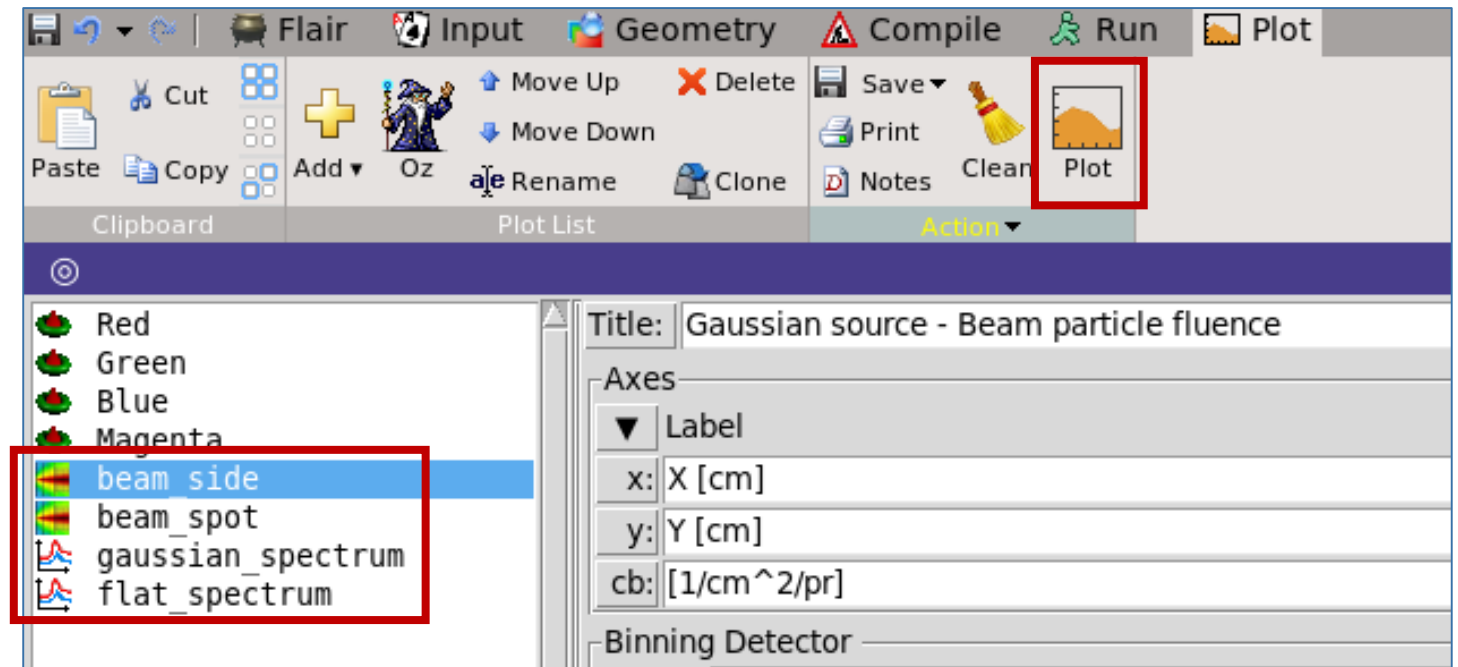 Flair Input Geometry Compile Run Plot
Paste Cut Copy Add ▾ Oz Move Up Move Down Rename Delete Clone Save▾ Print Notes Clean Plot
Clipboard Plot List Action ▾
Red
Green
Blue
Magenta
beam_side
beam_spot
gaussian_spectrum
flat_spectrum
Title: Gaussian source - Beam particle fluence
Axes
▼ Label
x: X [cm]
y: Y [cm]
cb: [1/cm^2/pr]
Binning Detector